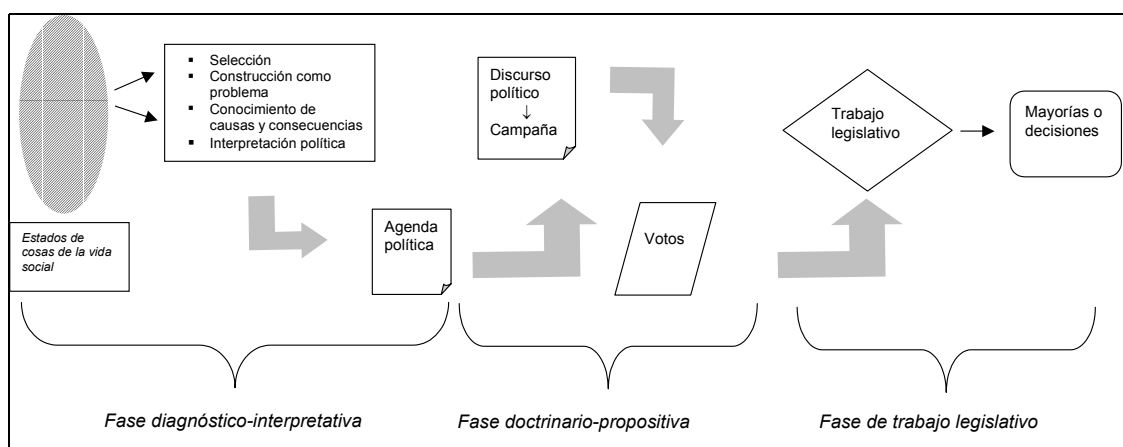 Estados de
cosas de la vida
social
▪ Selección
▪ Construcción como
problema
▪ Conocimiento de
causas y consecuencias
▪ Interpretación política
Agenda
política
Discurso
político
↓
Campaña
Votos
Trabajo
legislativo
Mayorías o
decisiones
Fase diagnóstico-interpretativa
Fase doctrinario-propositiva
Fase de trabajo legislativo